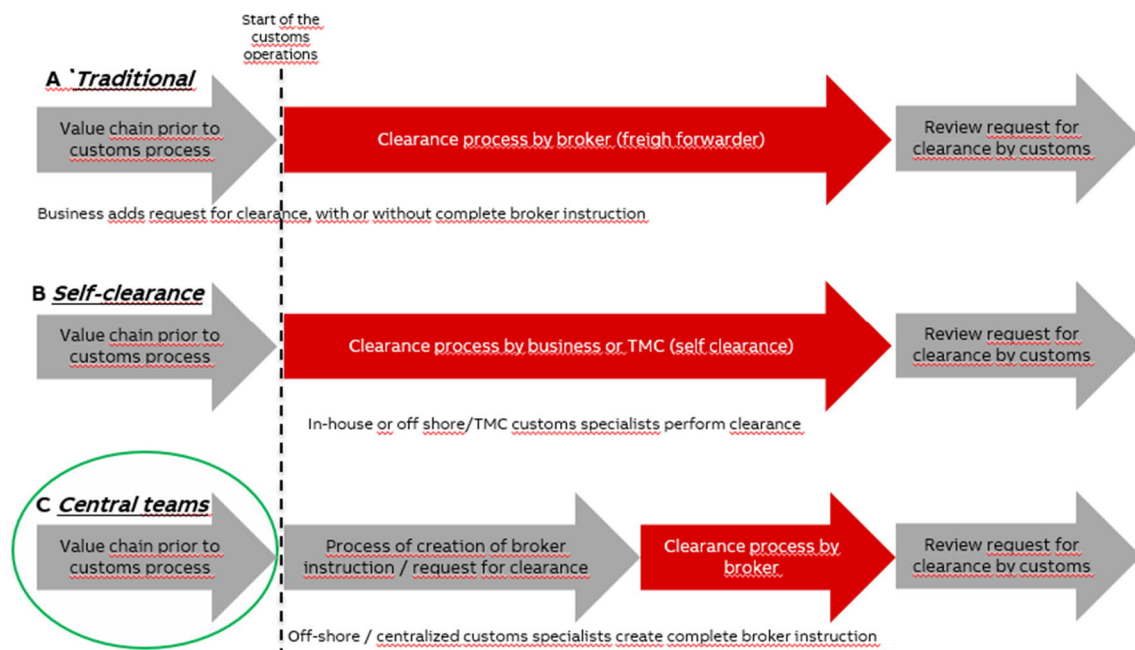 Start of the
customs
operations
A `Traditional
Value chain prior to
customs process
Clearance process by broker (freigh forwarder)
Review request for
clearance by customs
Business adds request for clearance, with or without complete broker instruction
B Self-clearance
Value chain prior to
customs process
Clearance process by business or TMC (self clearance)
Review request for
clearance by customs
In-house or off shore/TMC customs specialists perform clearance
C Central teams
Value chain prior to
customs process
Process of creation of broker
instruction / request for clearance
Clearance process by
broker
Review request for
clearance by customs
Off-shore / centralized customs specialists create complete broker instruction